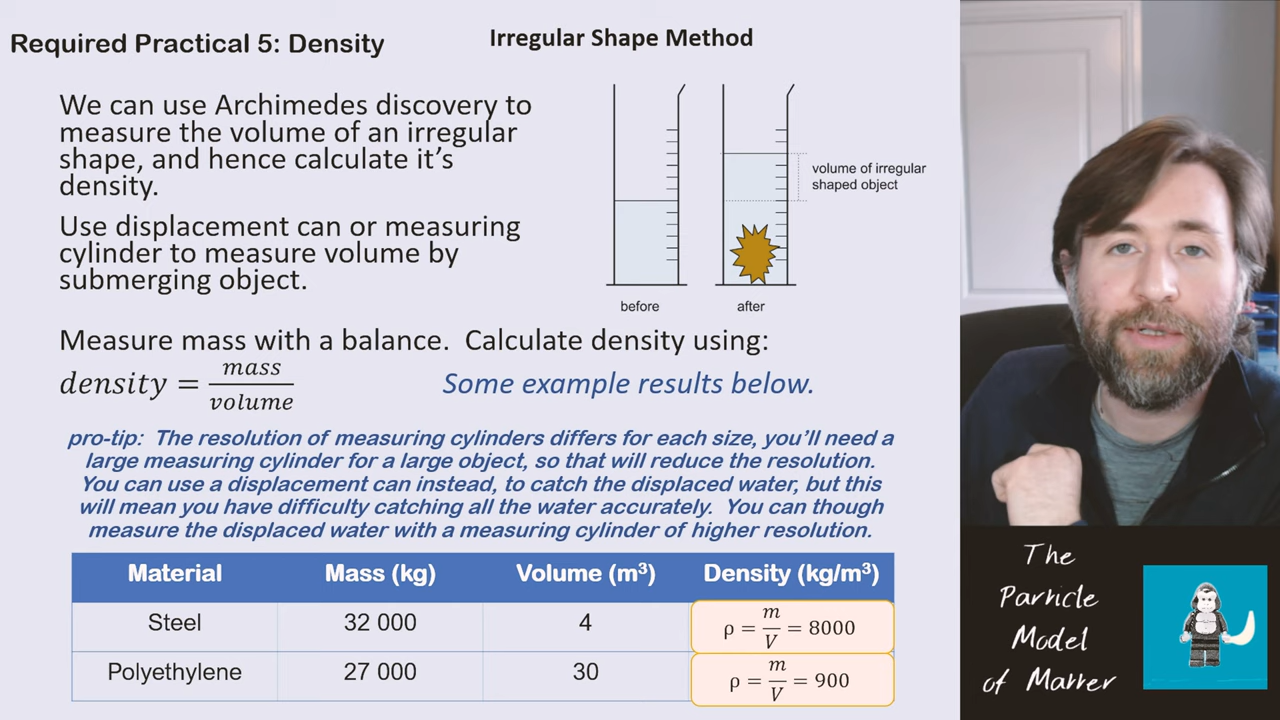 Required Practical 5: Density
Irregular Shape Method
We can use Archimedes discovery to
measure the volume of an irregular
shape, and hence calculate it's
density.
Use displacement can or measuring
cylinder to measure volume by
submerging object.
volume of irregular
shaped object
before
after
Measure mass with a balance. Calculate density using:
density = mass / volume
Some example results below.
pro-tip: The resolution of measuring cylinders differs for each size, you'll need a
large measuring cylinder for a large object, so that will reduce the resolution.
You can use a displacement can instead, to catch the displaced water, but this
will mean you have difficulty catching all the water accurately. You can though
measure the displaced water with a measuring cylinder of higher resolution.
Material Mass (kg) Volume (m³) Density (kg/m³)
Steel 32 000 4 ρ = m/V = 8000
Polyethylene 27 000 30 ρ = m/V = 900
The
Particle
Model
of Matter